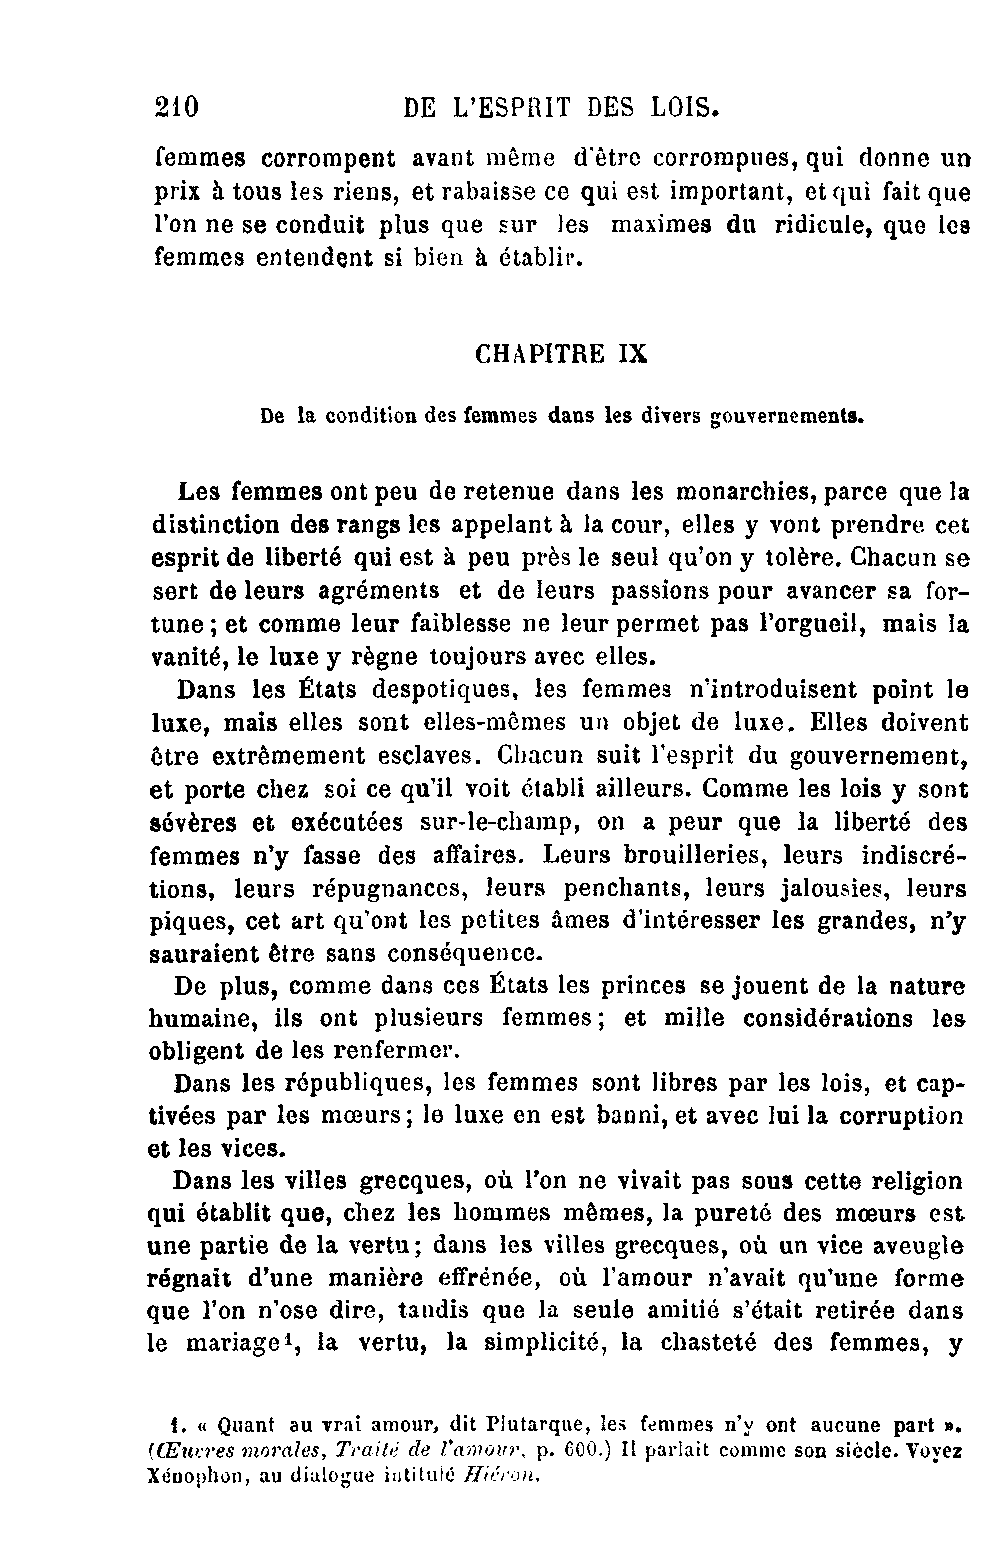 210 DE L'ESPRIT DES LOIS.
femmes corrompent avant même d'être corrompues, qui donne un
prix à tous les riens, et rabaisse ce qui est important, et qui fait que
l'on ne se conduit plus que sur les maximes du ridicule, que les
femmes entendent si bien à établir.
CHAPITRE IX
De la condition des femmes dans les divers gouvernements.
Les femmes ont peu de retenue dans les monarchies, parce que la
distinction des rangs les appelant à la cour, elles y vont prendre cet
esprit de liberté qui est à peu près le seul qu'on y tolère. Chacun se
sert de leurs agréments et de leurs passions pour avancer sa for-
tune ; et comme leur faiblesse ne leur permet pas l'orgueil, mais la
vanité, le luxe y règne toujours avec elles.
Dans les États despotiques, les femmes n'introduisent point le
luxe, mais elles sont elles-mêmes un objet de luxe. Elles doivent
être extrêmement esclaves. Chacun suit l'esprit du gouvernement,
et porte chez soi ce qu'il voit établi ailleurs. Comme les lois y sont
sévères et exécutées sur-le-champ, on a peur que la liberté des
femmes n'y fasse des affaires. Leurs brouilleries, leurs indiscré-
tions, leurs répugnances, leurs penchants, leurs jalousies, leurs
piques, cet art qu'ont les petites âmes d'intéresser les grandes, n'y
sauraient être sans conséquence.
De plus, comme dans ces États les princes se jouent de la nature
humaine, ils ont plusieurs femmes ; et mille considérations les
obligent de les renfermer.
Dans les républiques, les femmes sont libres par les lois, et cap-
tivées par les mœurs ; le luxe en est banni, et avec lui la corruption
et les vices.
Dans les villes grecques, où l'on ne vivait pas sous cette religion
qui établit que, chez les hommes mêmes, la pureté des mœurs est
une partie de la vertu ; dans les villes grecques, où un vice aveugle
régnait d'une manière effrénée, où l'amour n'avait qu'une forme
que l'on n'ose dire, tandis que la seule amitié s'était retirée dans
le mariage¹, la vertu, la simplicité, la chasteté des femmes, y
1. « Quant au vrai amour, dit Plutarque, les femmes n'y ont aucune part ».
(Œuvres morales, Traité de l'amour, p. 600.) Il parlait comme son siècle. Voyez
Xénophon, au dialogue intitulé Hiéron.